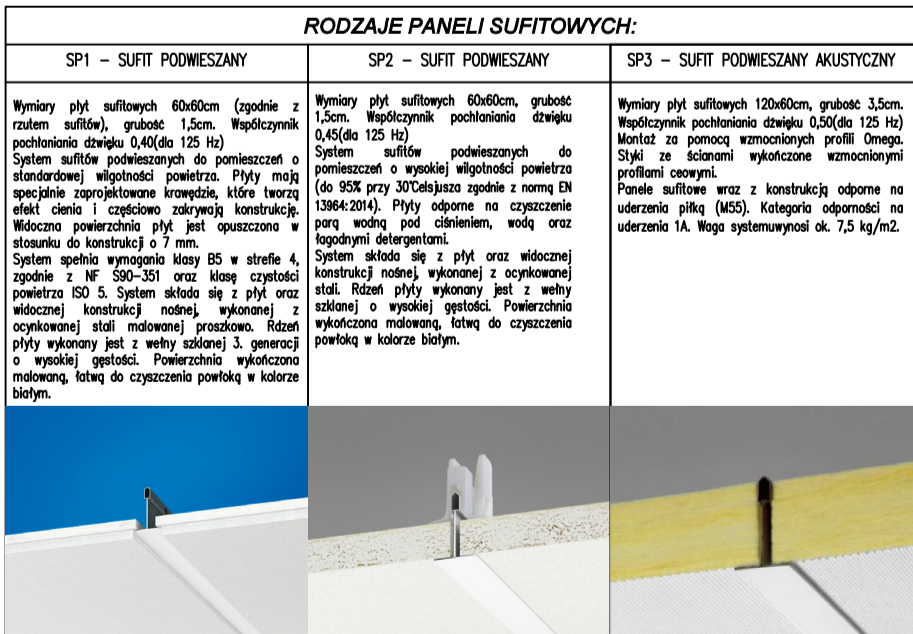 RODZAJE PANELI SUFITOWYCH:
SP1 – SUFIT PODWIESZANY
Wymiary płyt sufitowych 60x60cm (zgodnie z
rzutem sufitów), grubość 1,5cm. Współczynnik
pochłaniania dźwięku 0,40(dla 125 Hz)
System sufitów podwieszanych do pomieszczeń o
standardowej wilgotności powietrza. Płyty mają
specjalnie zaprojektowane krawędzie, które tworzą
efekt cienia i częściowo zakrywają konstrukcję.
Widoczna powierzchnia płyt jest opuszczona w
stosunku do konstrukcji o 7 mm.
System spełnia wymagania klasy B5 w strefie 4,
zgodnie z NF S90–351 oraz klasę czystości
powietrza ISO 5. System składa się z płyt oraz
widocznej konstrukcji nośnej, wykonanej z
ocynkowanej stali malowanej proszkowo. Rdzeń
płyty wykonany jest z wełny szklanej 3. generacji
o wysokiej gęstości. Powierzchnia wykończona
malowaną, łatwą do czyszczenia powłoką w kolorze
białym.
SP2 – SUFIT PODWIESZANY
Wymiary płyt sufitowych 60x60cm, grubość
1,5cm. Współczynnik pochłaniania dźwięku
0,45(dla 125 Hz)
System sufitów podwieszanych do
pomieszczeń o wysokiej wilgotności powietrza
(do 95% przy 30°Celsjusza zgodnie z normą EN
13964:2014). Płyty odporne na czyszczenie
parą wodną pod ciśnieniem, wodą oraz
łagodnymi detergentami.
System składa się z płyt oraz widocznej
konstrukcji nośnej, wykonanej z ocynkowanej
stali. Rdzeń płyty wykonany jest z wełny
szklanej o wysokiej gęstości. Powierzchnia
wykończona malowaną, łatwą do czyszczenia
powłoką w kolorze białym.
SP3 – SUFIT PODWIESZANY AKUSTYCZNY
Wymiary płyt sufitowych 120x60cm, grubość 3,5cm.
Współczynnik pochłaniania dźwięku 0,50(dla 125 Hz)
Montaż za pomocą wzmocnionych profili Omega.
Styki ze ścianami wykończone wzmocnionymi
profilami ceowymi.
Panele sufitowe wraz z konstrukcją odporne na
uderzenia piłką (M55). Kategoria odporności na
uderzenia 1A. Waga systemuwynosi ok. 7,5 kg/m2.